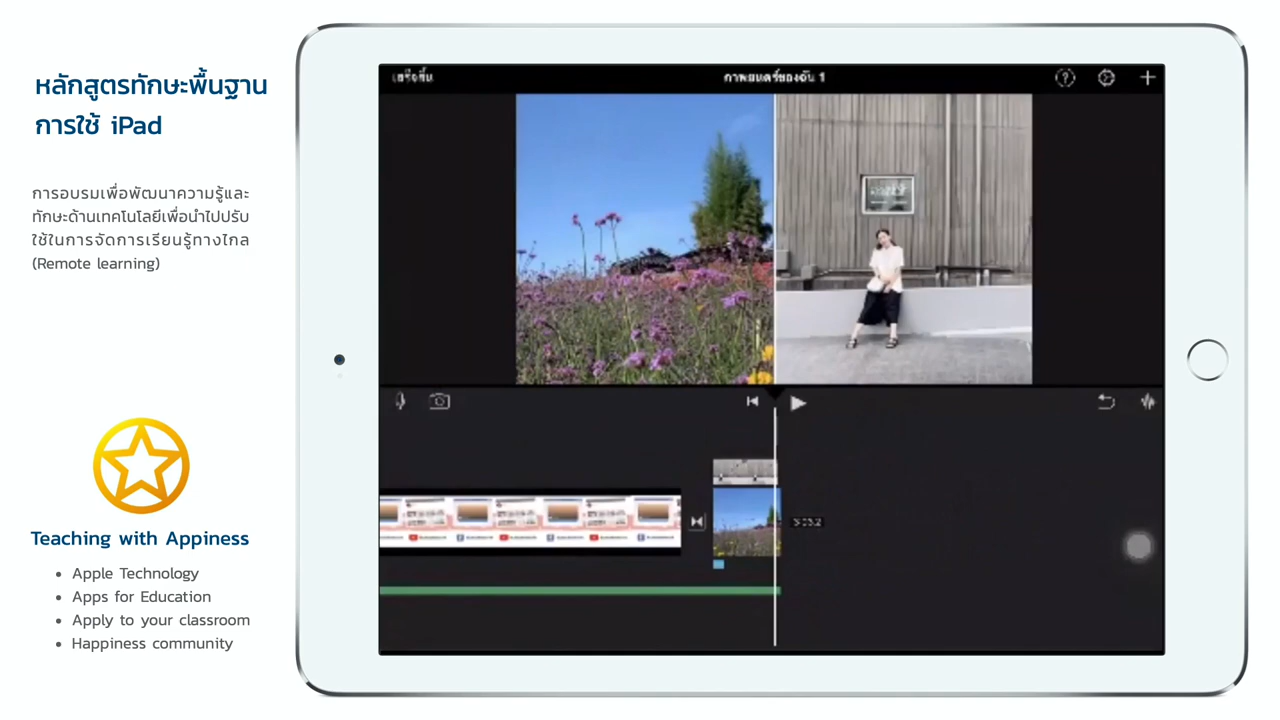 หลักสูตรทักษะพื้นฐาน
การใช้ iPad
การอบรมเพื่อพัฒนาความรู้และ
ทักษะด้านเทคโนโลยีเพื่อนำไปปรับ
ใช้ในการจัดการเรียนรู้ทางไกล
(Remote learning)
Teaching with Appiness
• Apple Technology
• Apps for Education
• Apply to your classroom
• Happiness community
เสร็จสิ้น
ภาพยนตร์ของฉัน 1